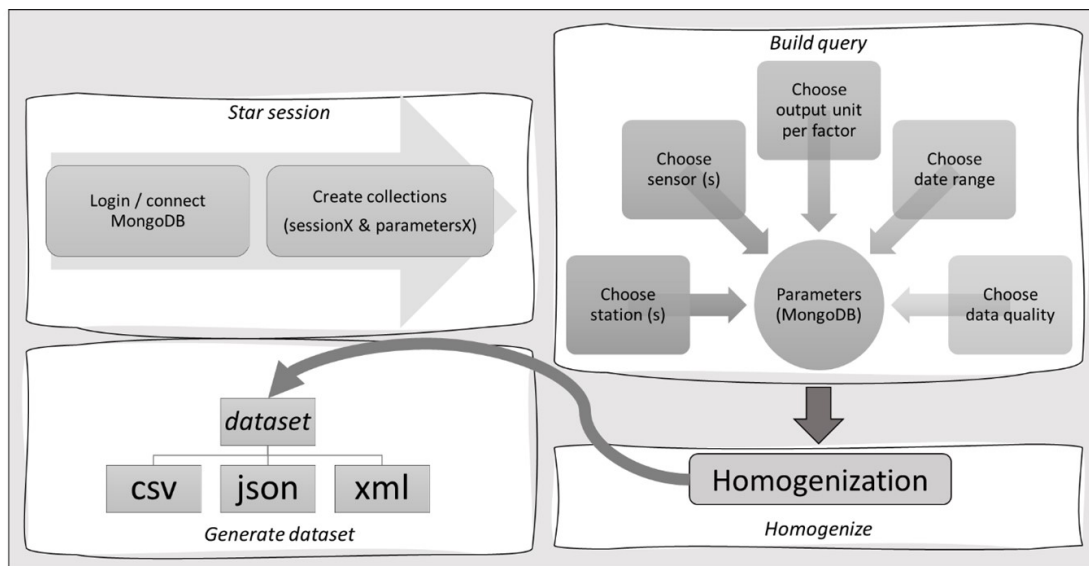 Star session
Login / connect
MongoDB
Create collections
(sessionX & parametersX)
Build query
Choose
output unit
per factor
Choose
sensor (s)
Choose
date range
Choose
station (s)
Parameters
(MongoDB)
Choose
data quality
Homogenization
Homogenize
dataset
csv
json
xml
Generate dataset